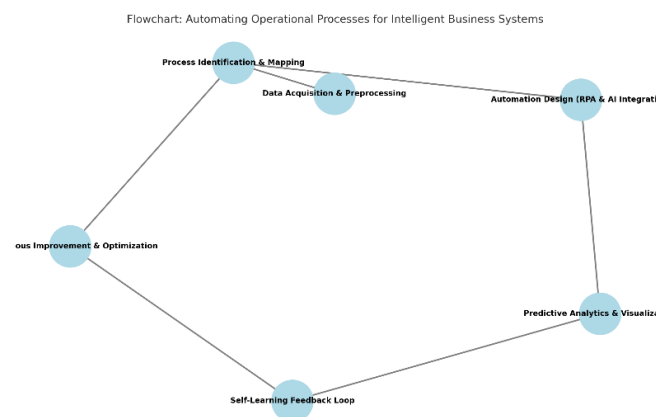 Flowchart: Automating Operational Processes for Intelligent Business Systems
Process Identification & Mapping
Data Acquisition & Preprocessing
Automation Design (RPA & AI Integrati
ous Improvement & Optimization
Predictive Analytics & Visualiza
Self-Learning Feedback Loop